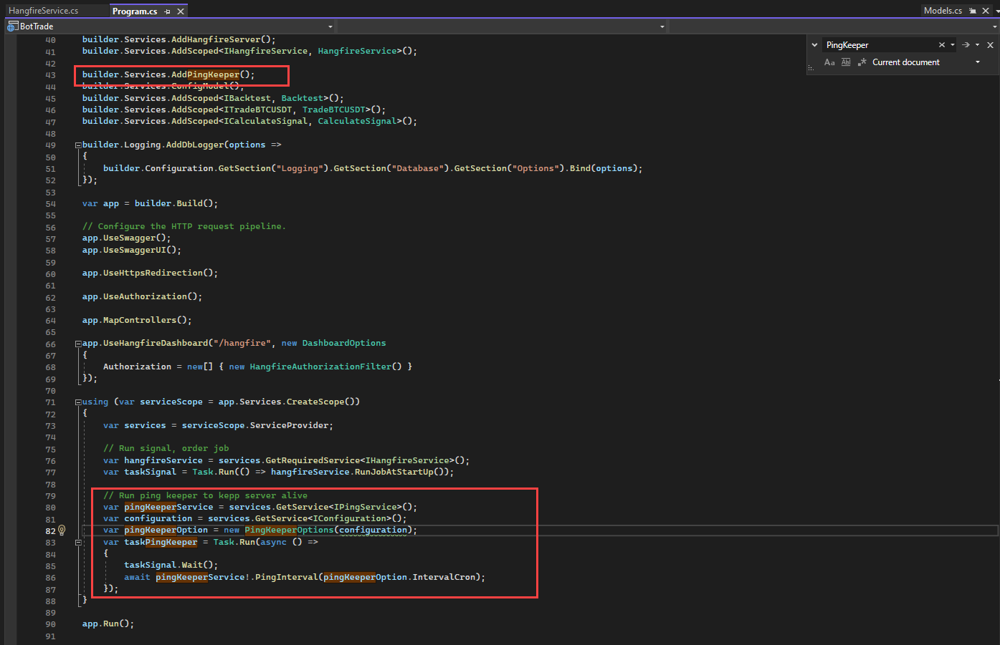 HangfireService.cs
Program.cs
Models.cs
BotTrade
PingKeeper
Aa Abl .* Current document
40 builder.Services.AddHangfireServer();
41 builder.Services.AddScoped<IHangfireService, HangfireService>();
42
43 builder.Services.AddPingKeeper();
44 builder.Services.ConfigModel();
45 builder.Services.AddScoped<IBacktest, Backtest>();
46 builder.Services.AddScoped<ITradeBTCUSDT, TradeBTCUSDT>();
47 builder.Services.AddScoped<ICalculateSignal, CalculateSignal>();
48
49 builder.Logging.AddDbLogger(options =>
50 {
51 builder.Configuration.GetSection("Logging").GetSection("Database").GetSection("Options").Bind(options);
52 });
53
54 var app = builder.Build();
55
56 // Configure the HTTP request pipeline.
57 app.UseSwagger();
58 app.UseSwaggerUI();
59
60 app.UseHttpsRedirection();
61
62 app.UseAuthorization();
63
64 app.MapControllers();
65
66 app.UseHangfireDashboard("/hangfire", new DashboardOptions
67 {
68 Authorization = new[] { new HangfireAuthorizationFilter() }
69 });
70
71 using (var serviceScope = app.Services.CreateScope())
72 {
73 var services = serviceScope.ServiceProvider;
74
75 // Run signal, order job
76 var hangfireService = services.GetRequiredService<IHangfireService>();
77 var taskSignal = Task.Run(() => hangfireService.RunJobAtStartUp());
78
79 // Run ping keeper to kepp server alive
80 var pingKeeperService = services.GetService<IPingService>();
81 var configuration = services.GetService<IConfiguration>();
82 var pingKeeperOption = new PingKeeperOptions(configuration);
83 var taskPingKeeper = Task.Run(async () =>
84 {
85 taskSignal.Wait();
86 await pingKeeperService!.PingInterval(pingKeeperOption.IntervalCron);
87 });
88 }
89
90 app.Run();
91